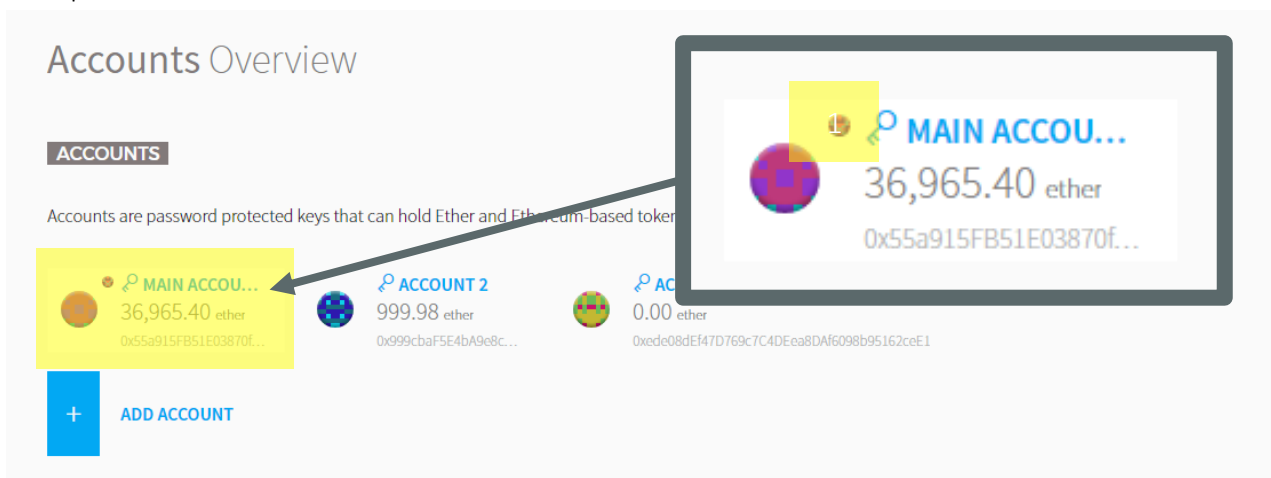 Accounts Overview
ACCOUNTS
Accounts are password protected keys that can hold Ether and Ethereum-based token
MAIN ACCOU...
36,965.40 ether
0x55a915FB51E03870f...
ACCOUNT 2
999.98 ether
0x999cbaF5E4bA9e8c...
AC
0.00 ether
0xede08dEf47D769c7C4DEea8DAf6098b95162ceE1
+ ADD ACCOUNT
MAIN ACCOU...
36,965.40 ether
0x55a915FB51E03870f...